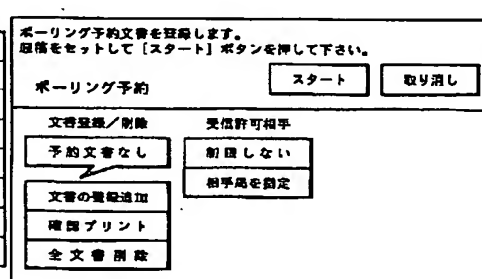 ポーリング予約文書を登録します。
原稿をセットして［スタート］ボタンを押して下さい。
ポーリング予約
スタート
取り消し
文書登録／削除
受信許可相手
予約文書なし
制限しない
相手局を指定
文書の登録追加
確認プリント
全文書削除